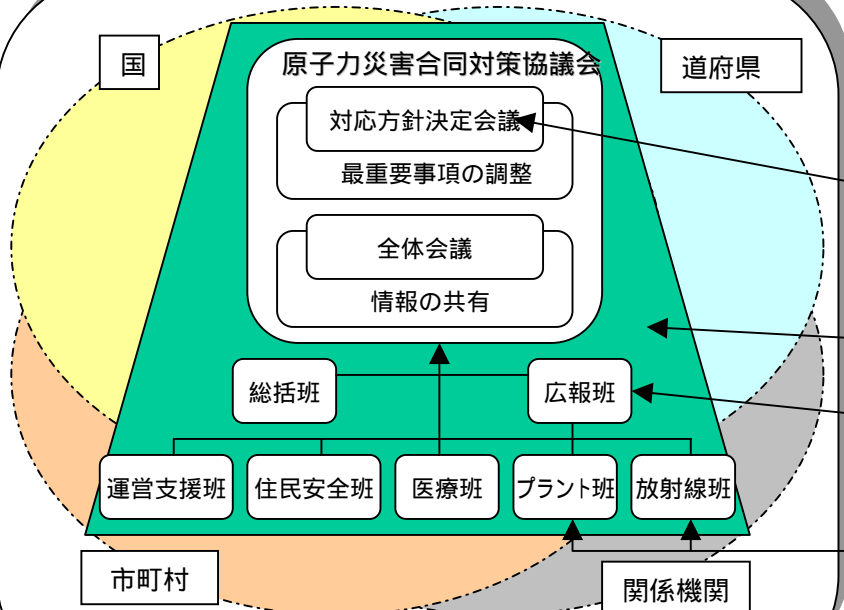 原子力災害合同対策協議会
国
道府県
対応方針決定会議
最重要事項の調整
全体会議
情報の共有
総括班
広報班
運営支援班
住民安全班
医療班
プラント班
放射線班
市町村
関係機関